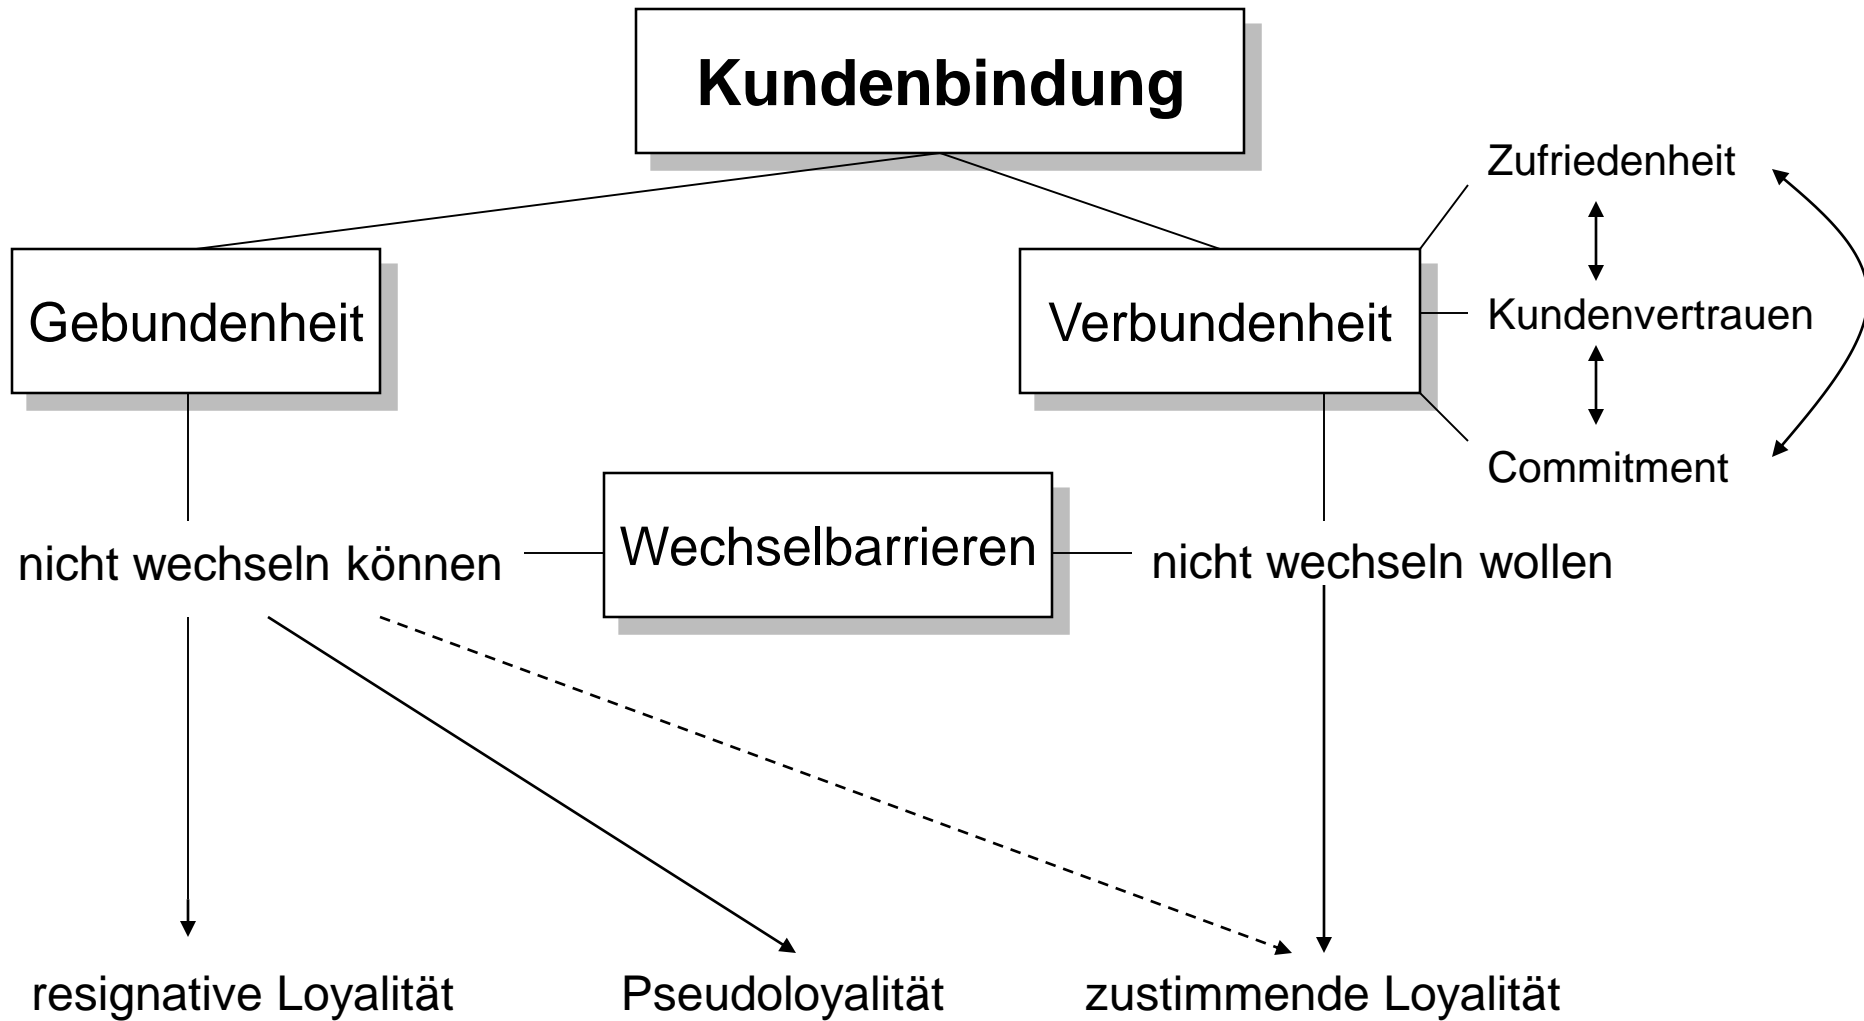 Kundenbindung
Zufriedenheit
Gebundenheit
Verbundenheit
Kundenvertrauen
Commitment
nicht wechseln können
Wechselbarrieren
nicht wechseln wollen
resignative Loyalität
Pseudoloyalität
zustimmende Loyalität